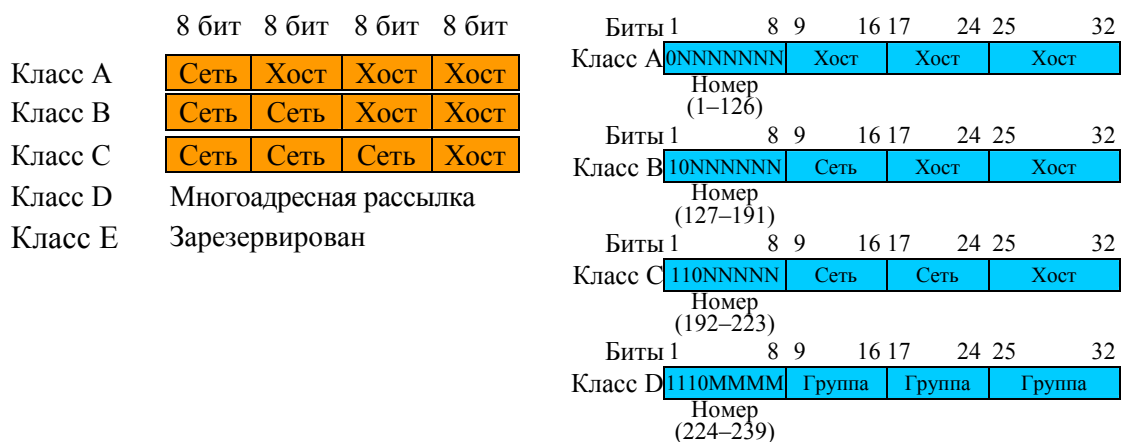 8 бит 8 бит 8 бит 8 бит
Класс A Сеть Хост Хост Хост
Класс B Сеть Сеть Хост Хост
Класс C Сеть Сеть Сеть Хост
Класс D Многоадресная рассылка
Класс E Зарезервирован
Биты 1 8 9 16 17 24 25 32
Класс A 0NNNNNNN Хост Хост Хост
Номер
(1–126)
Биты 1 8 9 16 17 24 25 32
Класс B 10NNNNNN Сеть Хост Хост
Номер
(127–191)
Биты 1 8 9 16 17 24 25 32
Класс C 110NNNNN Сеть Сеть Хост
Номер
(192–223)
Биты 1 8 9 16 17 24 25 32
Класс D 1110MMMM Группа Группа Группа
Номер
(224–239)